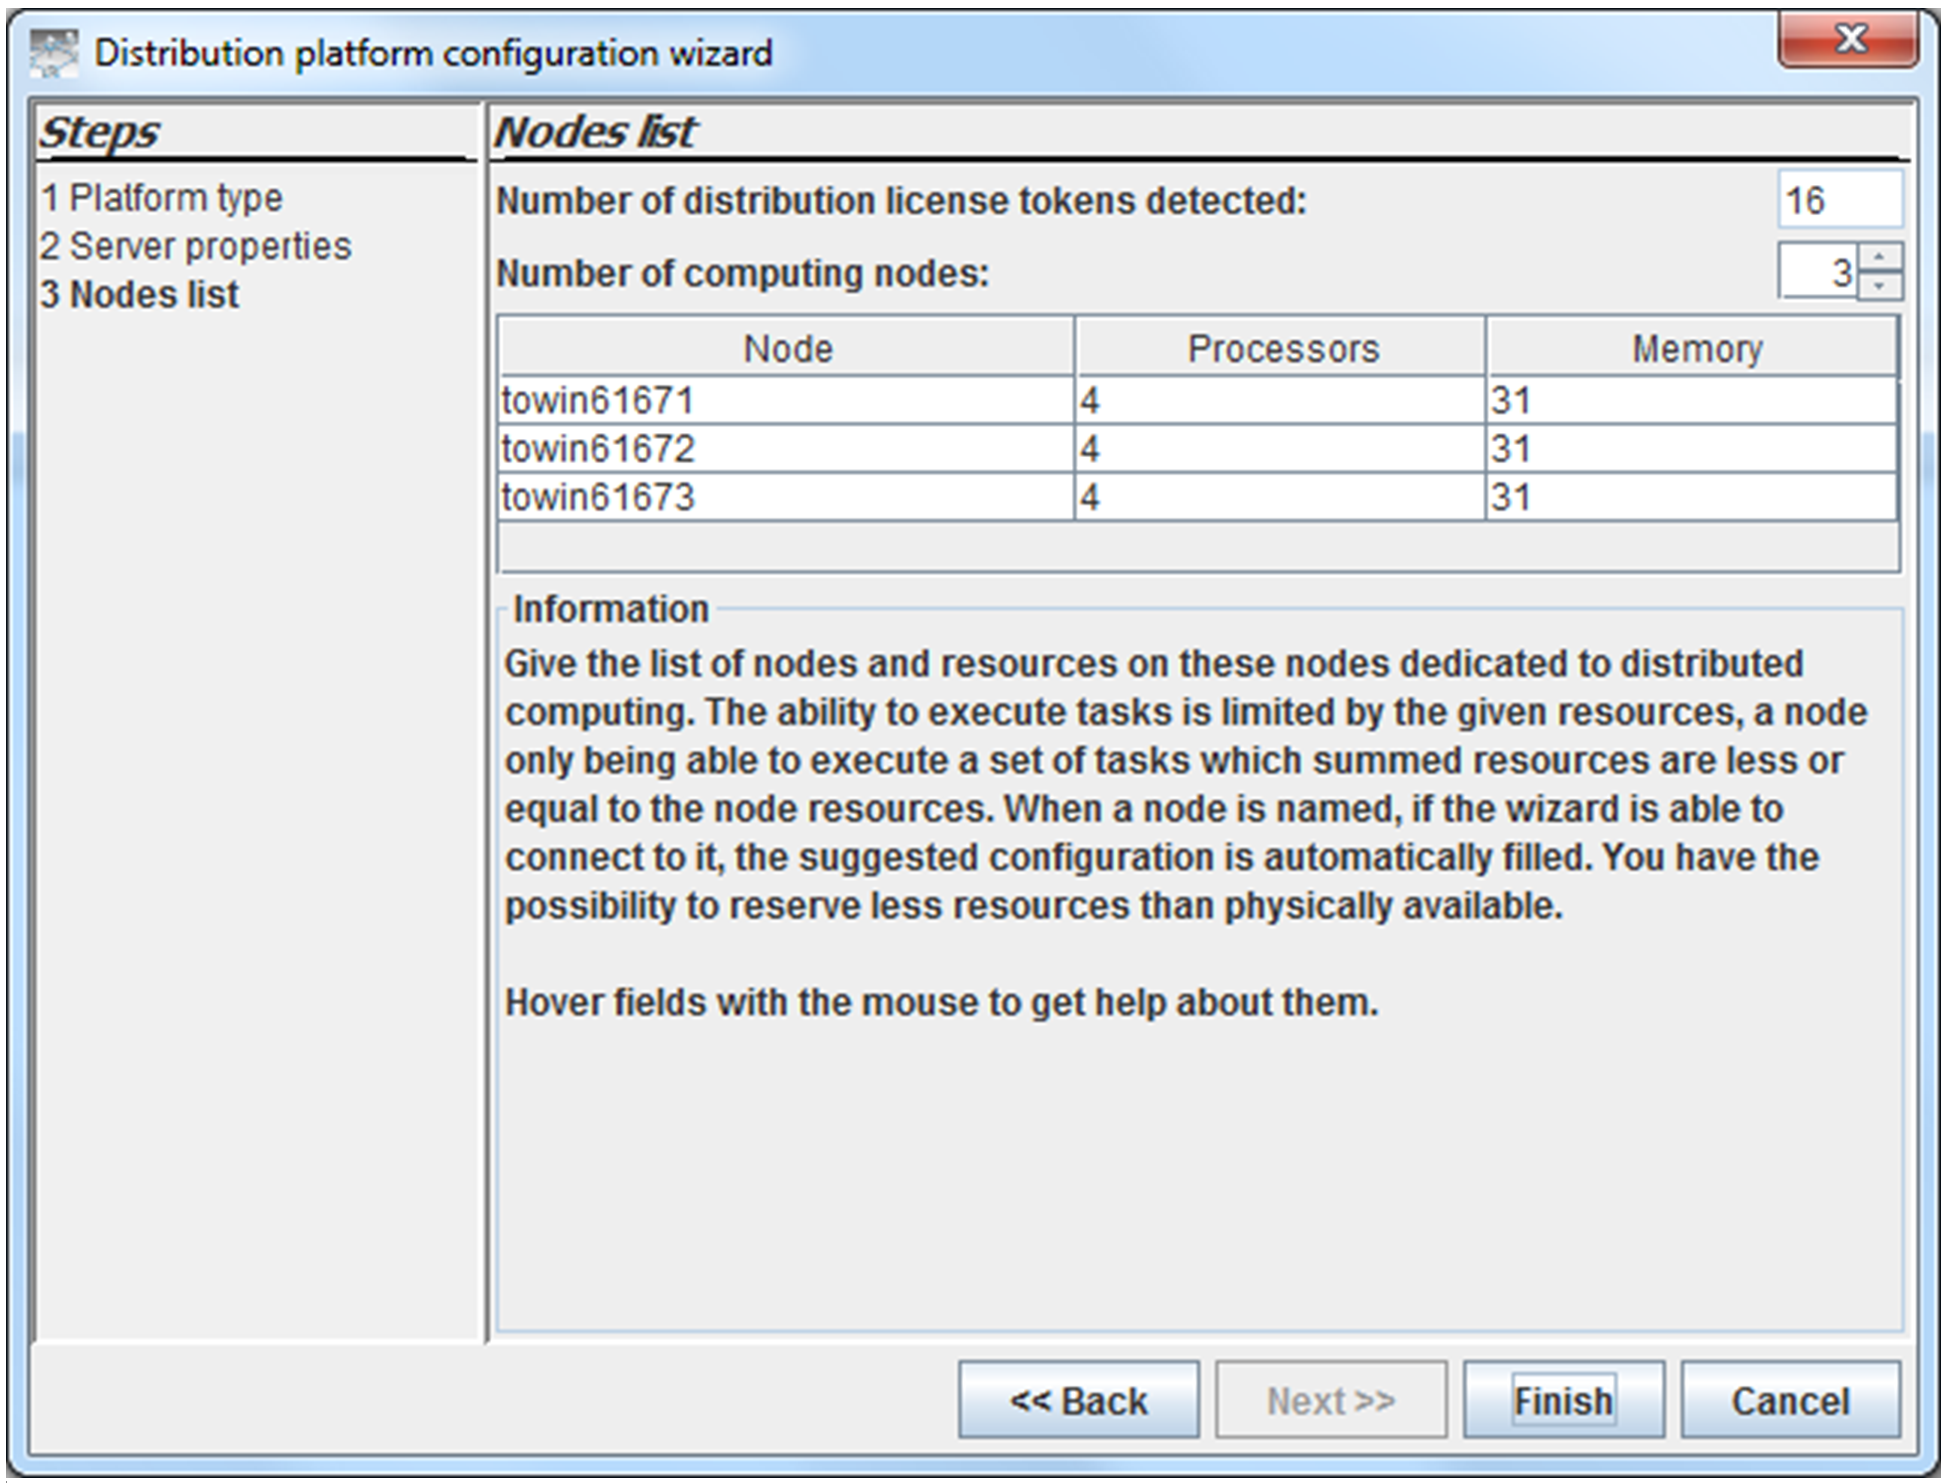 Distribution platform configuration wizard
x
Steps
1 Platform type
2 Server properties
3 Nodes list
Nodes list
Number of distribution license tokens detected: 16
Number of computing nodes: 3
Node Processors Memory
towin61671 4 31
towin61672 4 31
towin61673 4 31
Information
Give the list of nodes and resources on these nodes dedicated to distributed
computing. The ability to execute tasks is limited by the given resources, a node
only being able to execute a set of tasks which summed resources are less or
equal to the node resources. When a node is named, if the wizard is able to
connect to it, the suggested configuration is automatically filled. You have the
possibility to reserve less resources than physically available.
Hover fields with the mouse to get help about them.
<< Back Next >> Finish Cancel